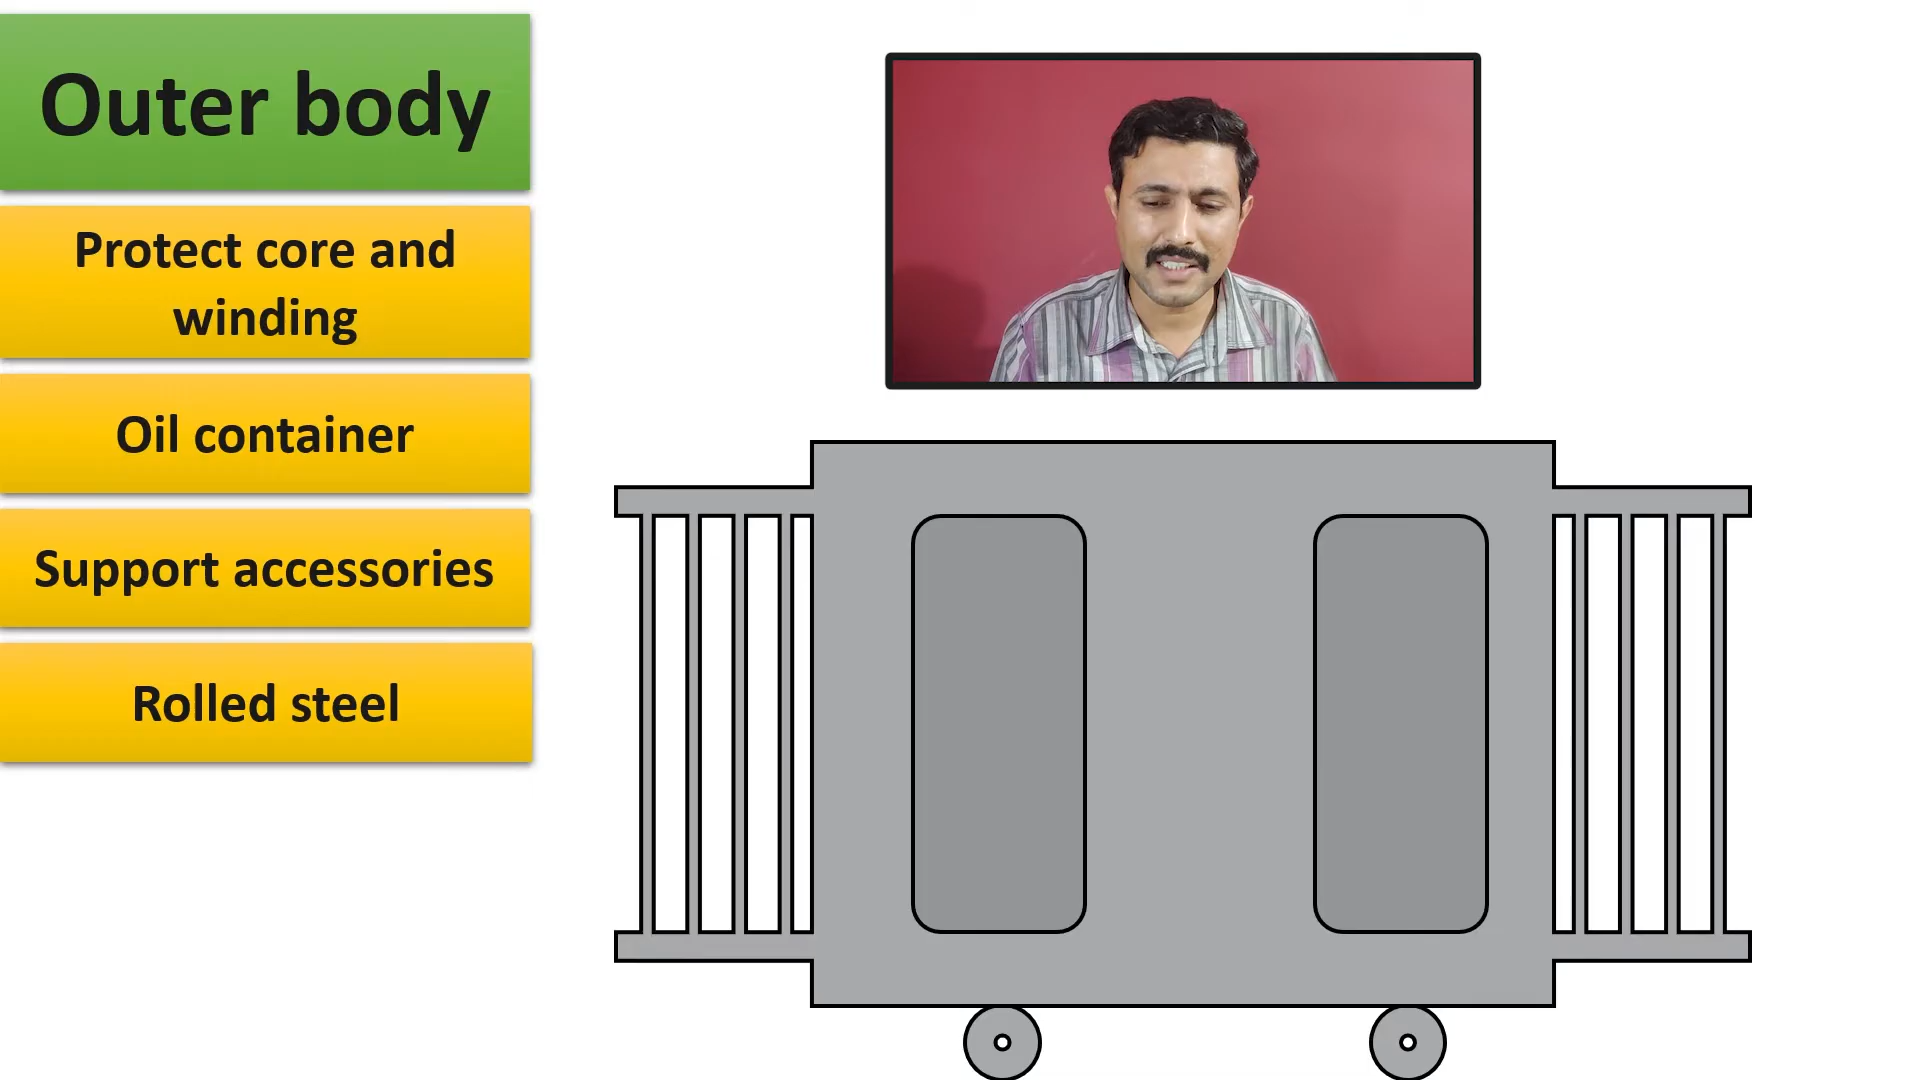 Outer body
Protect core and
winding
Oil container
Support accessories
Rolled steel